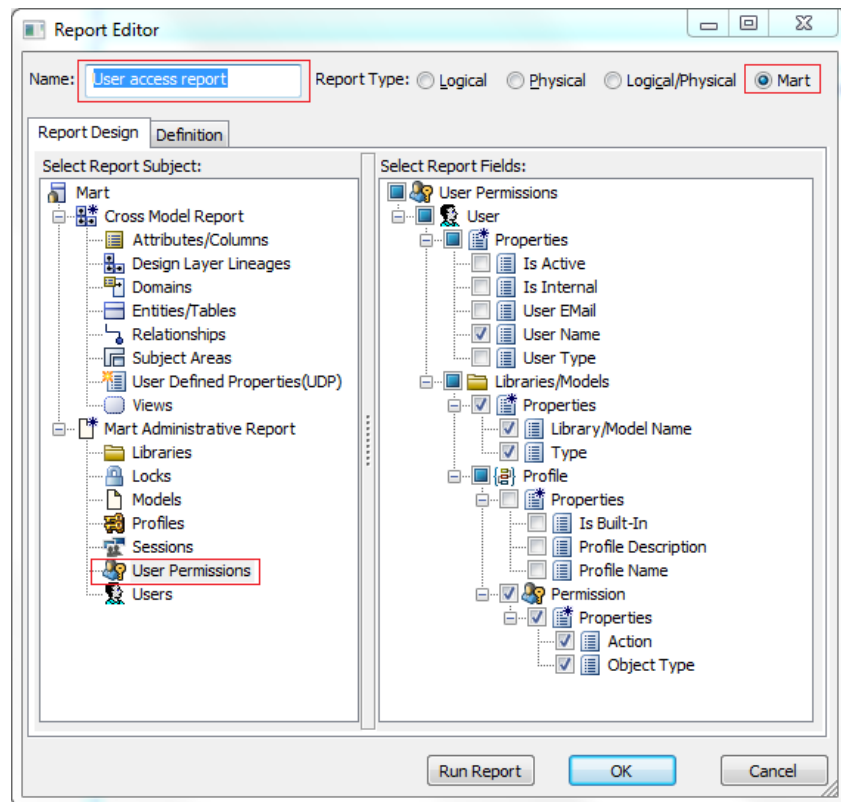 Report Editor
Name: User access report Report Type: Logical Physical Logical/Physical Mart
Report Design Definition
Select Report Subject:
Mart
Cross Model Report
Attributes/Columns
Design Layer Lineages
Domains
Entities/Tables
Relationships
Subject Areas
User Defined Properties(UDP)
Views
Mart Administrative Report
Libraries
Locks
Models
Profiles
Sessions
User Permissions
Users
Select Report Fields:
User Permissions
User
Properties
Is Active
Is Internal
User EMail
User Name
User Type
Libraries/Models
Properties
Library/Model Name
Type
Profile
Properties
Is Built-In
Profile Description
Profile Name
Permission
Properties
Action
Object Type
Run Report OK Cancel